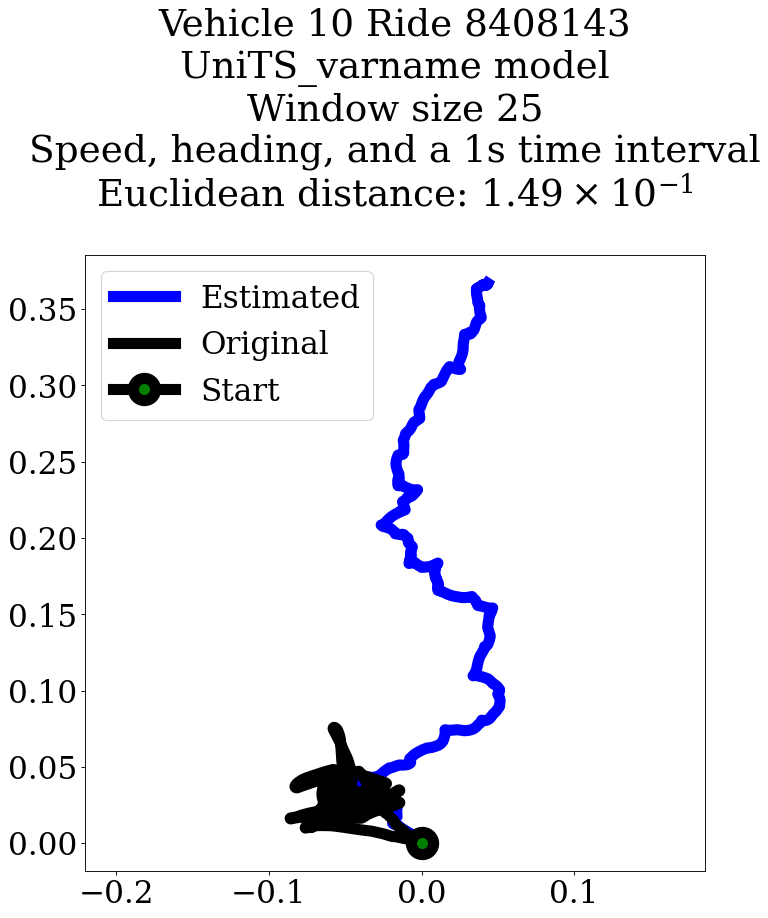 Vehicle 10 Ride 8408143
UniTS_varname model
Window size 25
Speed, heading, and a 1s time interval
Euclidean distance: 1.49 × 10⁻¹
Estimated
Original
Start
0.35
0.30
0.25
0.20
0.15
0.10
0.05
0.00
−0.2
−0.1
0.0
0.1